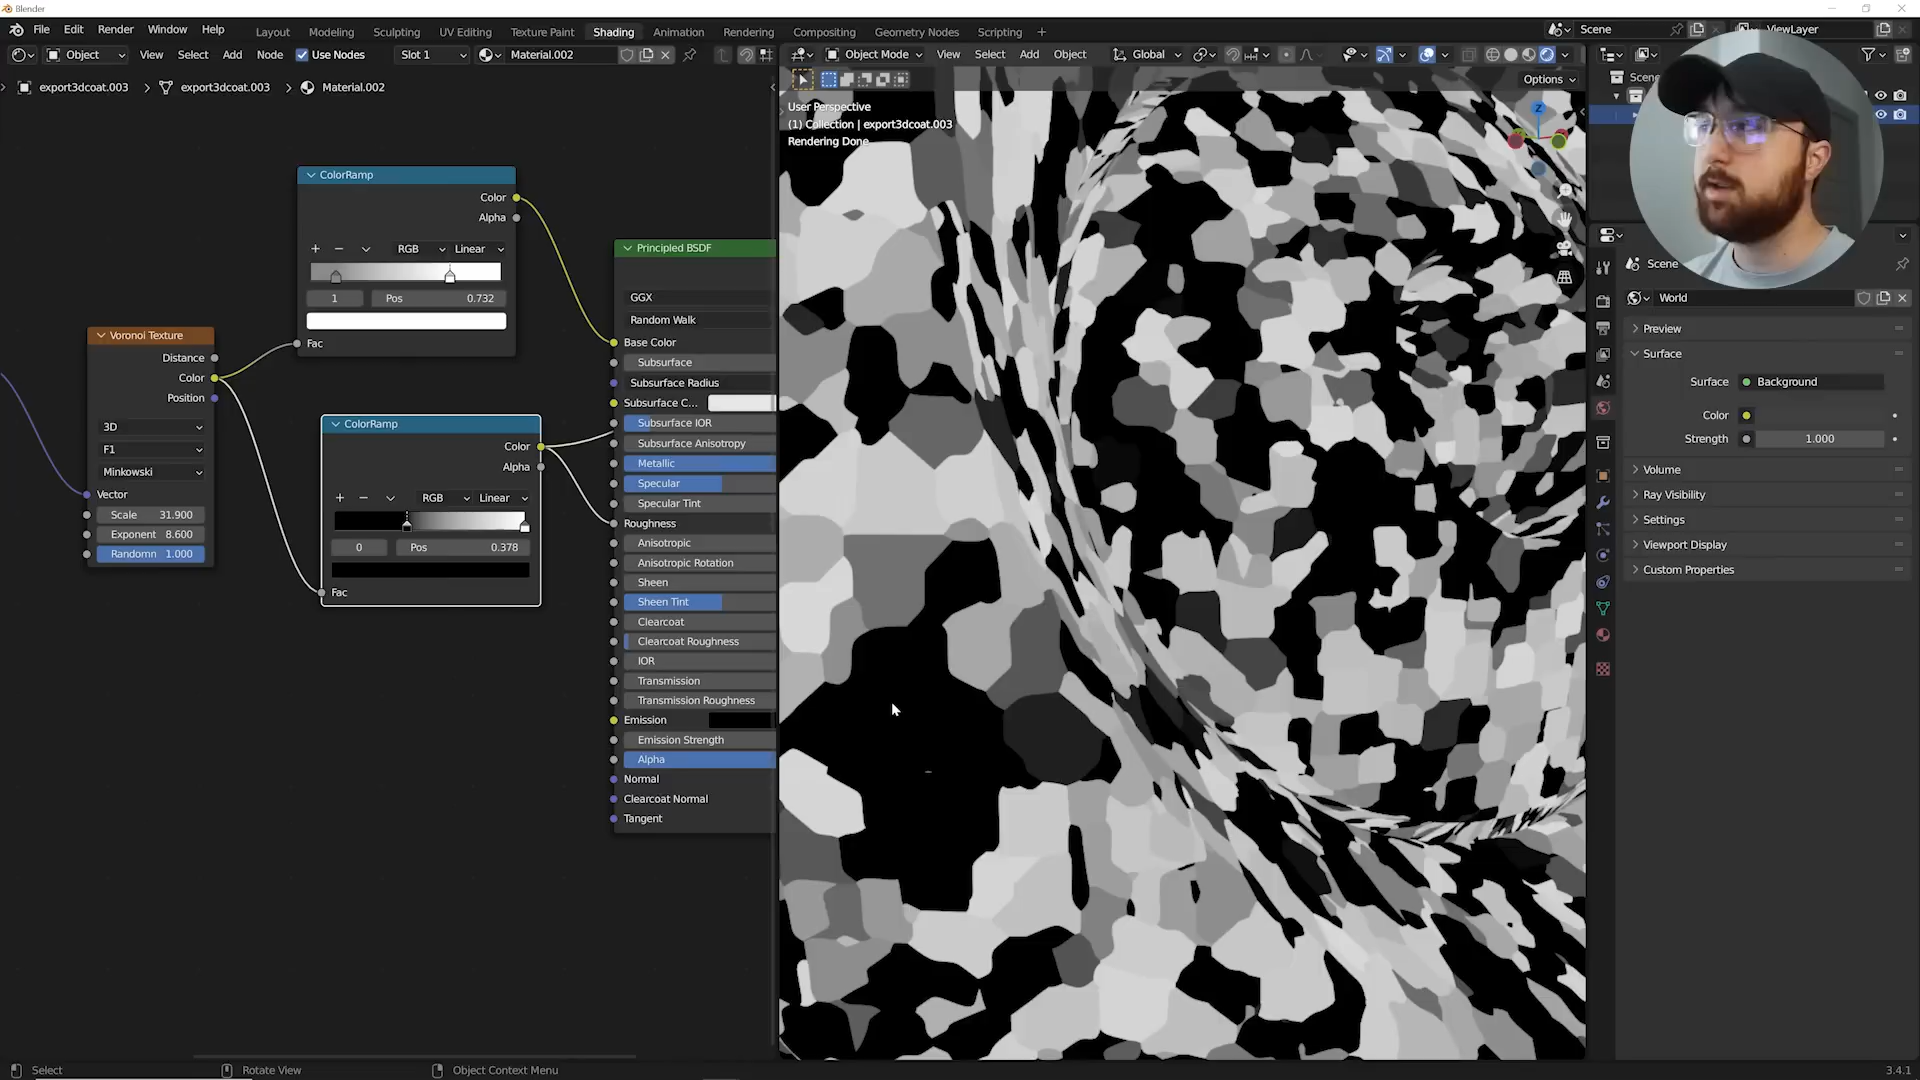 Blender
File Edit Render Window Help
Layout Modeling Sculpting UV Editing Texture Paint Shading Animation Rendering Compositing Geometry Nodes Scripting +
Scene
ViewLayer
Object View Select Add Node Use Nodes Slot 1 Material.002
Object Mode View Select Add Object Global
Options
export3dcoat.003 > export3dcoat.003 > Material.002
User Perspective
(1) Collection | export3dcoat.003
Rendering Done
Z
ColorRamp
Color
Alpha
RGB Linear
1 Pos 0.732
Fac
Voronoi Texture
Distance
Color
Position
3D
F1
Minkowski
Vector
Scale 31.900
Exponent 8.600
Randomn 1.000
ColorRamp
Color
Alpha
RGB Linear
0 Pos 0.378
Fac
Principled BSDF
GGX
Random Walk
Base Color
Subsurface
Subsurface Radius
Subsurface C...
Subsurface IOR
Subsurface Anisotropy
Metallic
Specular
Specular Tint
Roughness
Anisotropic
Anisotropic Rotation
Sheen
Sheen Tint
Clearcoat
Clearcoat Roughness
IOR
Transmission
Transmission Roughness
Emission
Emission Strength
Alpha
Normal
Clearcoat Normal
Tangent
Scene
World
Preview
Surface
Surface Background
Color
Strength 1.000
Volume
Ray Visibility
Settings
Viewport Display
Custom Properties
Select Rotate View Object Context Menu
3.4.1